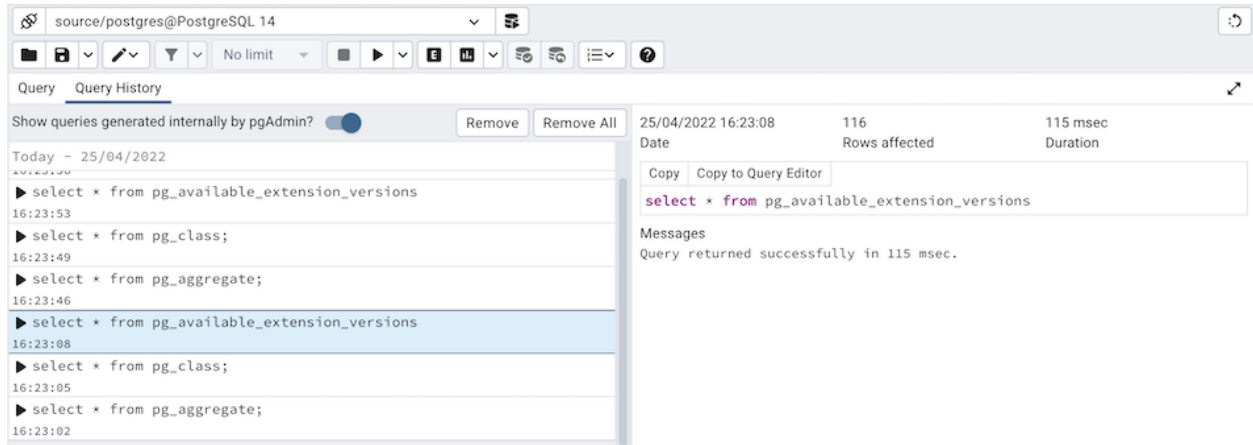 source/postgres@PostgreSQL 14
No limit
E
Query Query History
Show queries generated internally by pgAdmin? Remove Remove All
Today - 25/04/2022
select * from pg_available_extension_versions
16:23:53
select * from pg_class;
16:23:49
select * from pg_aggregate;
16:23:46
select * from pg_available_extension_versions
16:23:08
select * from pg_class;
16:23:05
select * from pg_aggregate;
16:23:02
25/04/2022 16:23:08 116 115 msec
Date Rows affected Duration
Copy Copy to Query Editor
select * from pg_available_extension_versions
Messages
Query returned successfully in 115 msec.